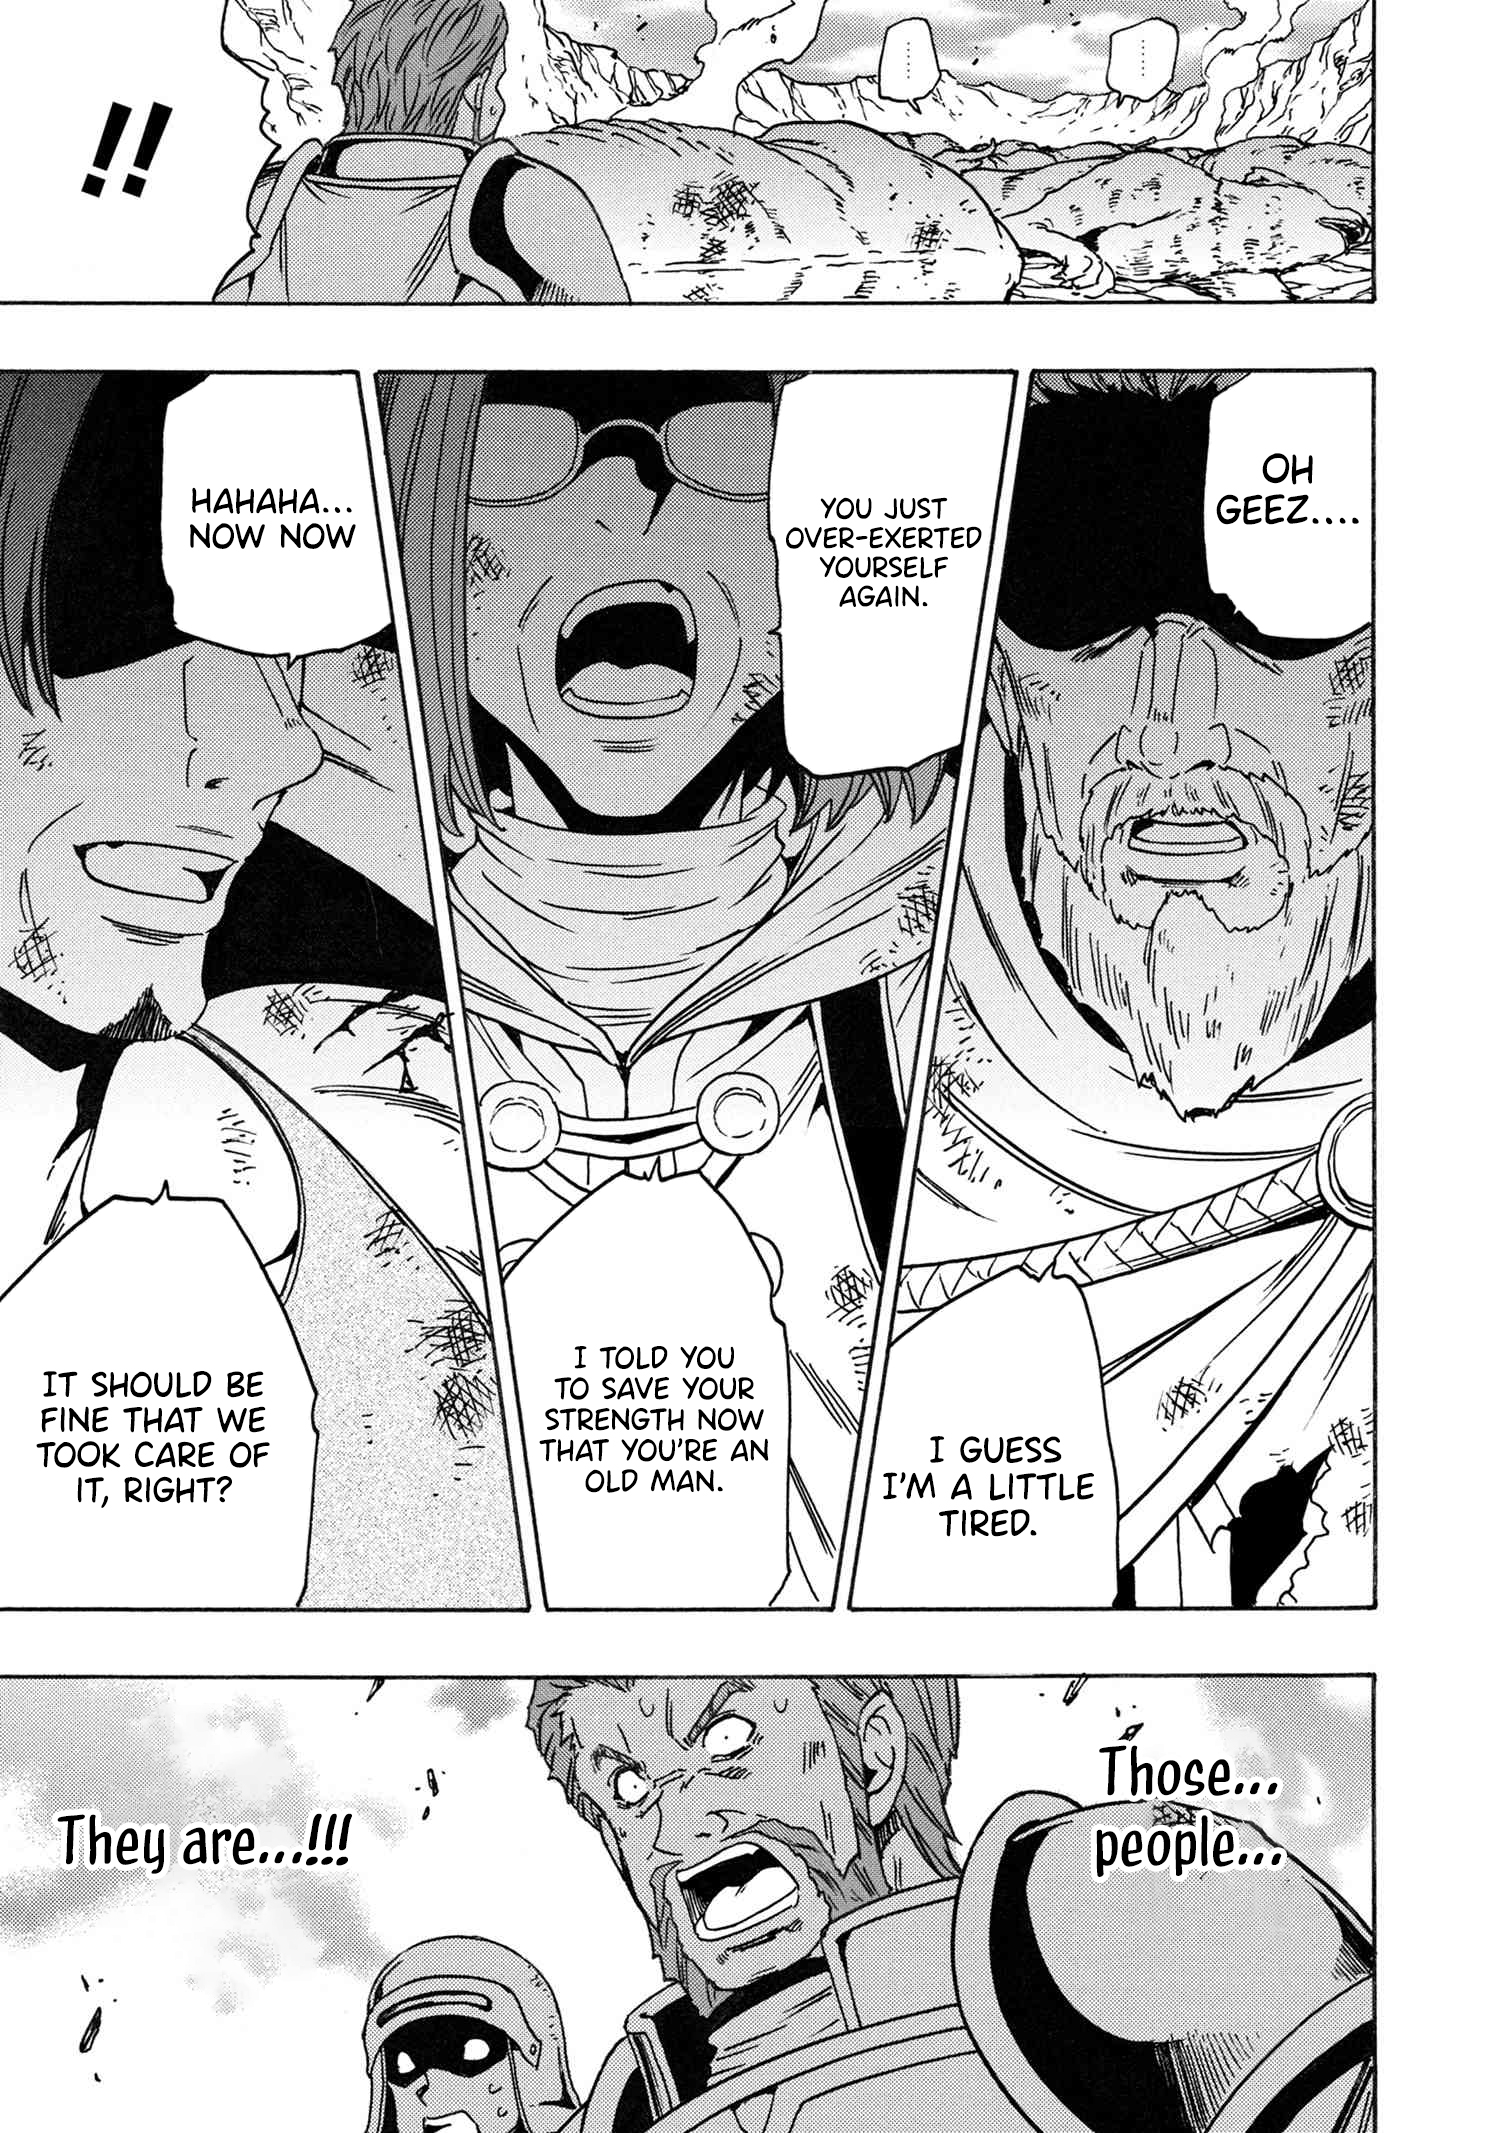 !!
......
......
OH
GEEZ....
I GUESS
I'M A LITTLE
TIRED.
YOU JUST
OVER-EXERTED
YOURSELF
AGAIN.
I TOLD YOU
TO SAVE YOUR
STRENGTH NOW
THAT YOU'RE AN
OLD MAN.
HAHAHA...
NOW NOW
IT SHOULD BE
FINE THAT WE
TOOK CARE OF
IT, RIGHT?
Those...
people...
They are...!!!